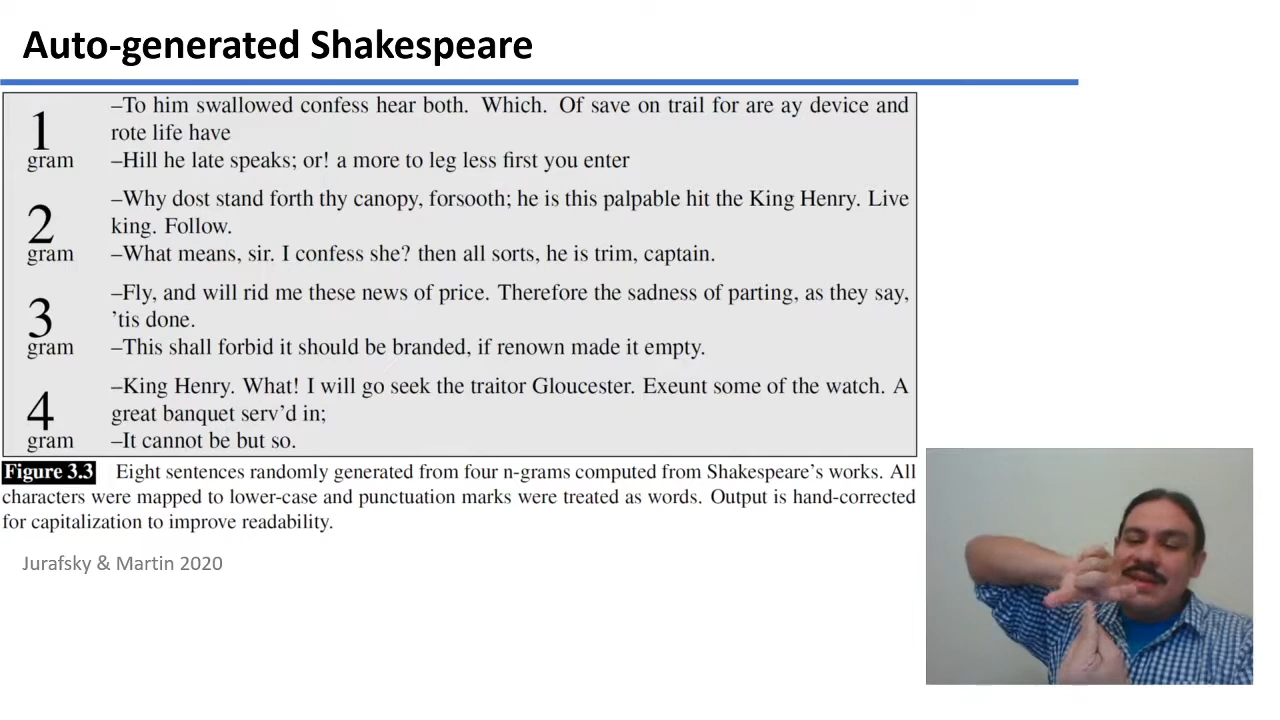 Auto-generated Shakespeare
1
gram
–To him swallowed confess hear both. Which. Of save on trail for are ay device and
rote life have
–Hill he late speaks; or! a more to leg less first you enter
2
gram
–Why dost stand forth thy canopy, forsooth; he is this palpable hit the King Henry. Live
king. Follow.
–What means, sir. I confess she? then all sorts, he is trim, captain.
3
gram
–Fly, and will rid me these news of price. Therefore the sadness of parting, as they say,
’tis done.
–This shall forbid it should be branded, if renown made it empty.
4
gram
–King Henry. What! I will go seek the traitor Gloucester. Exeunt some of the watch. A
great banquet serv’d in;
–It cannot be but so.
Figure 3.3 Eight sentences randomly generated from four n-grams computed from Shakespeare’s works. All
characters were mapped to lower-case and punctuation marks were treated as words. Output is hand-corrected
for capitalization to improve readability.
Jurafsky & Martin 2020